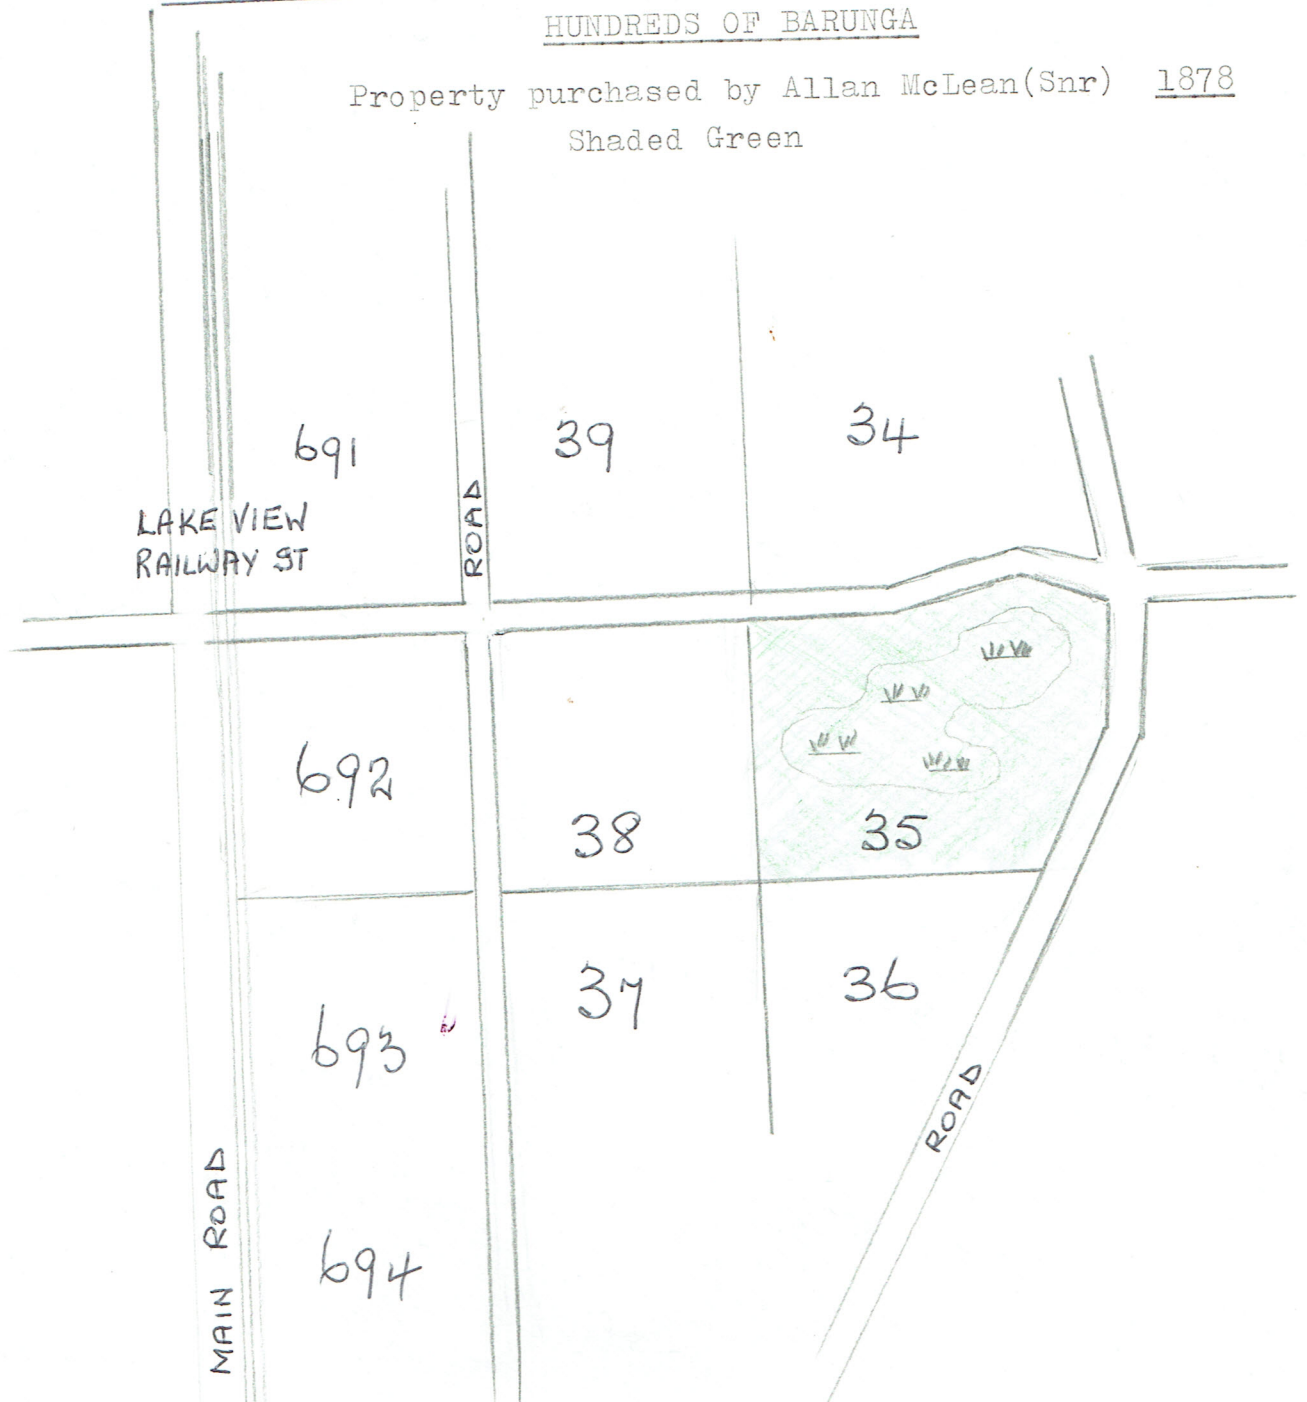 HUNDREDS OF BARUNGA
Property purchased by Allan McLean(Snr) 1878
Shaded Green
691
39
34
LAKE VIEW
RAILWAY ST
ROAD
692
38
35
693
37
36
ROAD
694
MAIN ROAD